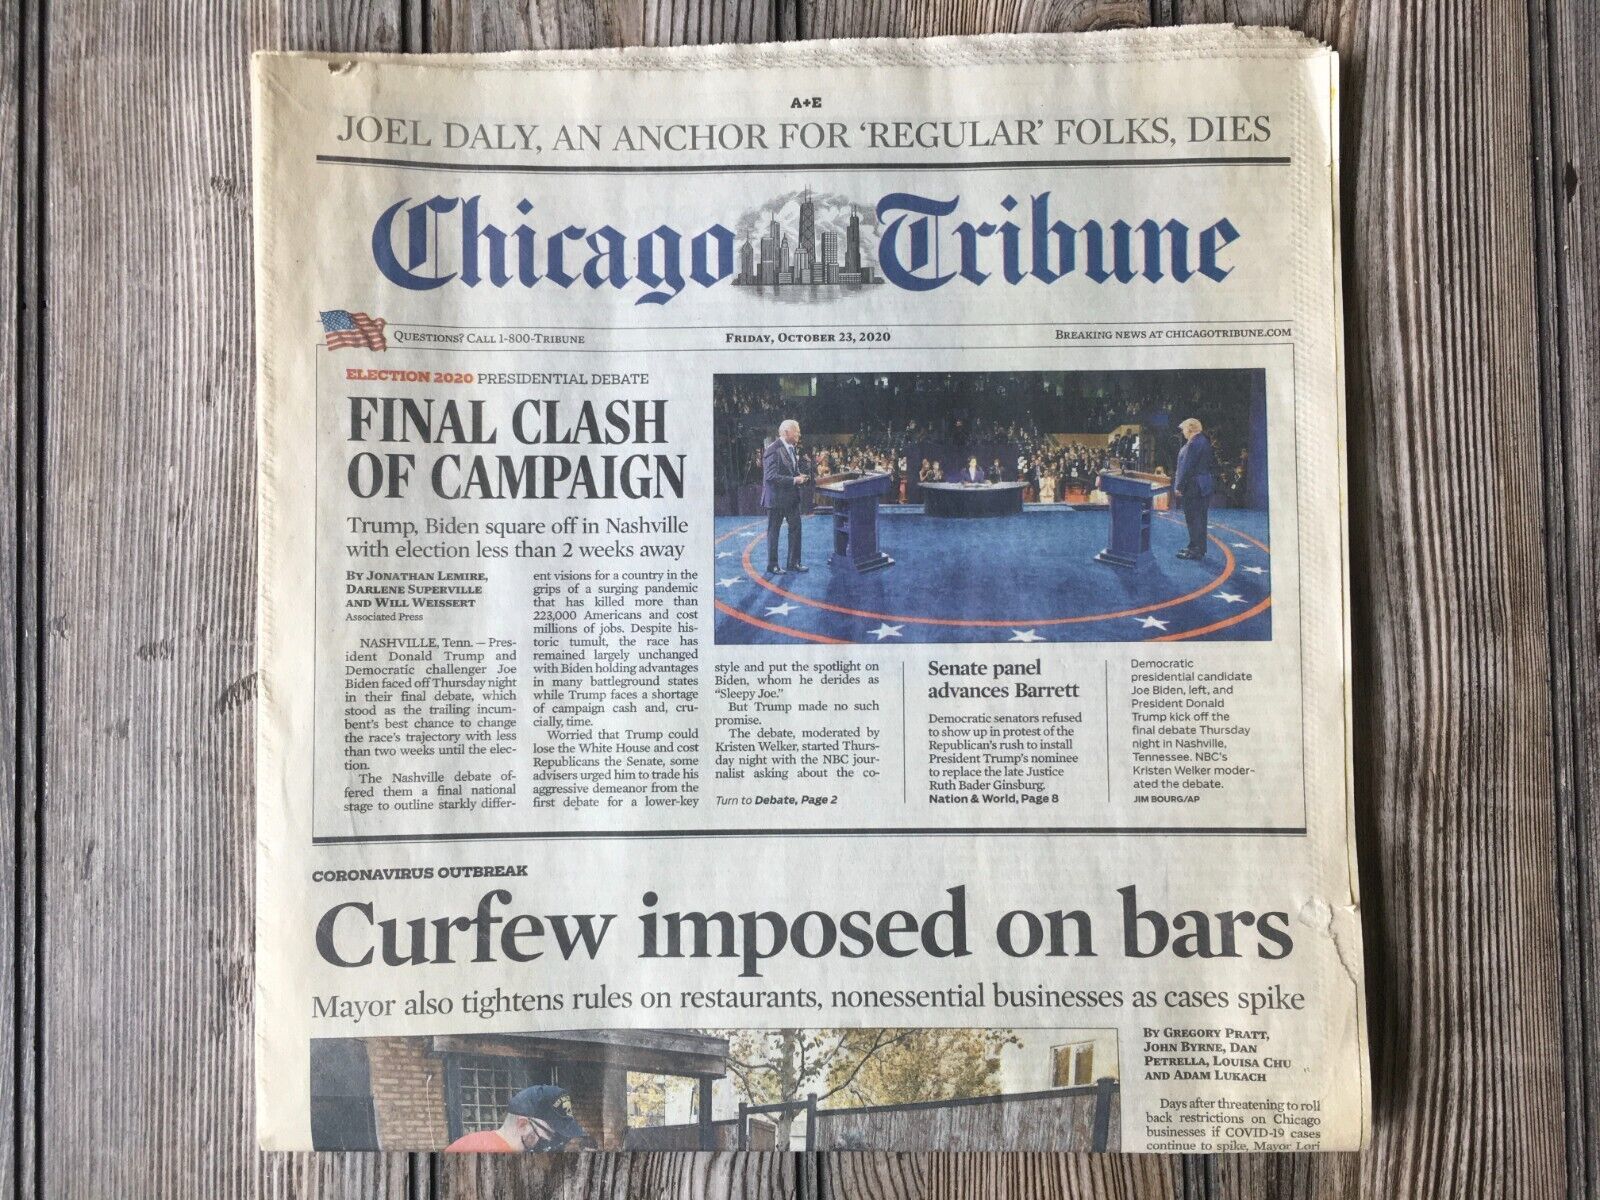 A+E
JOEL DALY, AN ANCHOR FOR ‘REGULAR’ FOLKS, DIES
Chicago Tribune
QUESTIONS? CALL 1-800-TRIBUNE
FRIDAY, OCTOBER 23, 2020
BREAKING NEWS AT CHICAGOTRIBUNE.COM
ELECTION 2020 PRESIDENTIAL DEBATE
FINAL CLASH
OF CAMPAIGN
Trump, Biden square off in Nashville
with election less than 2 weeks away
BY JONATHAN LEMIRE,
DARLENE SUPERVILLE
AND WILL WEISSERT
Associated Press
NASHVILLE, Tenn. — Pres-
ident Donald Trump and
Democratic challenger Joe
Biden faced off Thursday night
in their final debate, which
stood as the trailing incum-
bent's best chance to change
the race's trajectory with less
than two weeks until the elec-
tion.
The Nashville debate of-
fered them a final national
stage to outline starkly differ-
ent visions for a country in the
grips of a surging pandemic
that has killed more than
223,000 Americans and cost
millions of jobs. Despite his-
toric tumult, the race has
remained largely unchanged
with Biden holding advantages
in many battleground states
while Trump faces a shortage
of campaign cash and, cru-
cially, time.
Worried that Trump could
lose the White House and cost
Republicans the Senate, some
advisers urged him to trade his
aggressive demeanor from the
first debate for a lower-key
style and put the spotlight on
Biden, whom he derides as
“Sleepy Joe.”
But Trump made no such
promise.
The debate, moderated by
Kristen Welker, started Thurs-
day night with the NBC jour-
nalist asking about the co-
Turn to Debate, Page 2
Senate panel
advances Barrett
Democratic senators refused
to show up in protest of the
Republican's rush to install
President Trump's nominee
to replace the late Justice
Ruth Bader Ginsburg.
Nation & World, Page 8
Democratic
presidential candidate
Joe Biden, left, and
President Donald
Trump kick off the
final debate Thursday
night in Nashville,
Tennessee. NBC's
Kristen Welker moder-
ated the debate.
JIM BOURG/AP
CORONAVIRUS OUTBREAK
Curfew imposed on bars
Mayor also tightens rules on restaurants, nonessential businesses as cases spike
BY GREGORY PRATT,
JOHN BYRNE, DAN
PETRELLA, LOUISA CHU
AND ADAM LUKACH
Days after threatening to roll
back restrictions on Chicago
businesses if COVID-19 cases
continue to spike, Mayor Lori